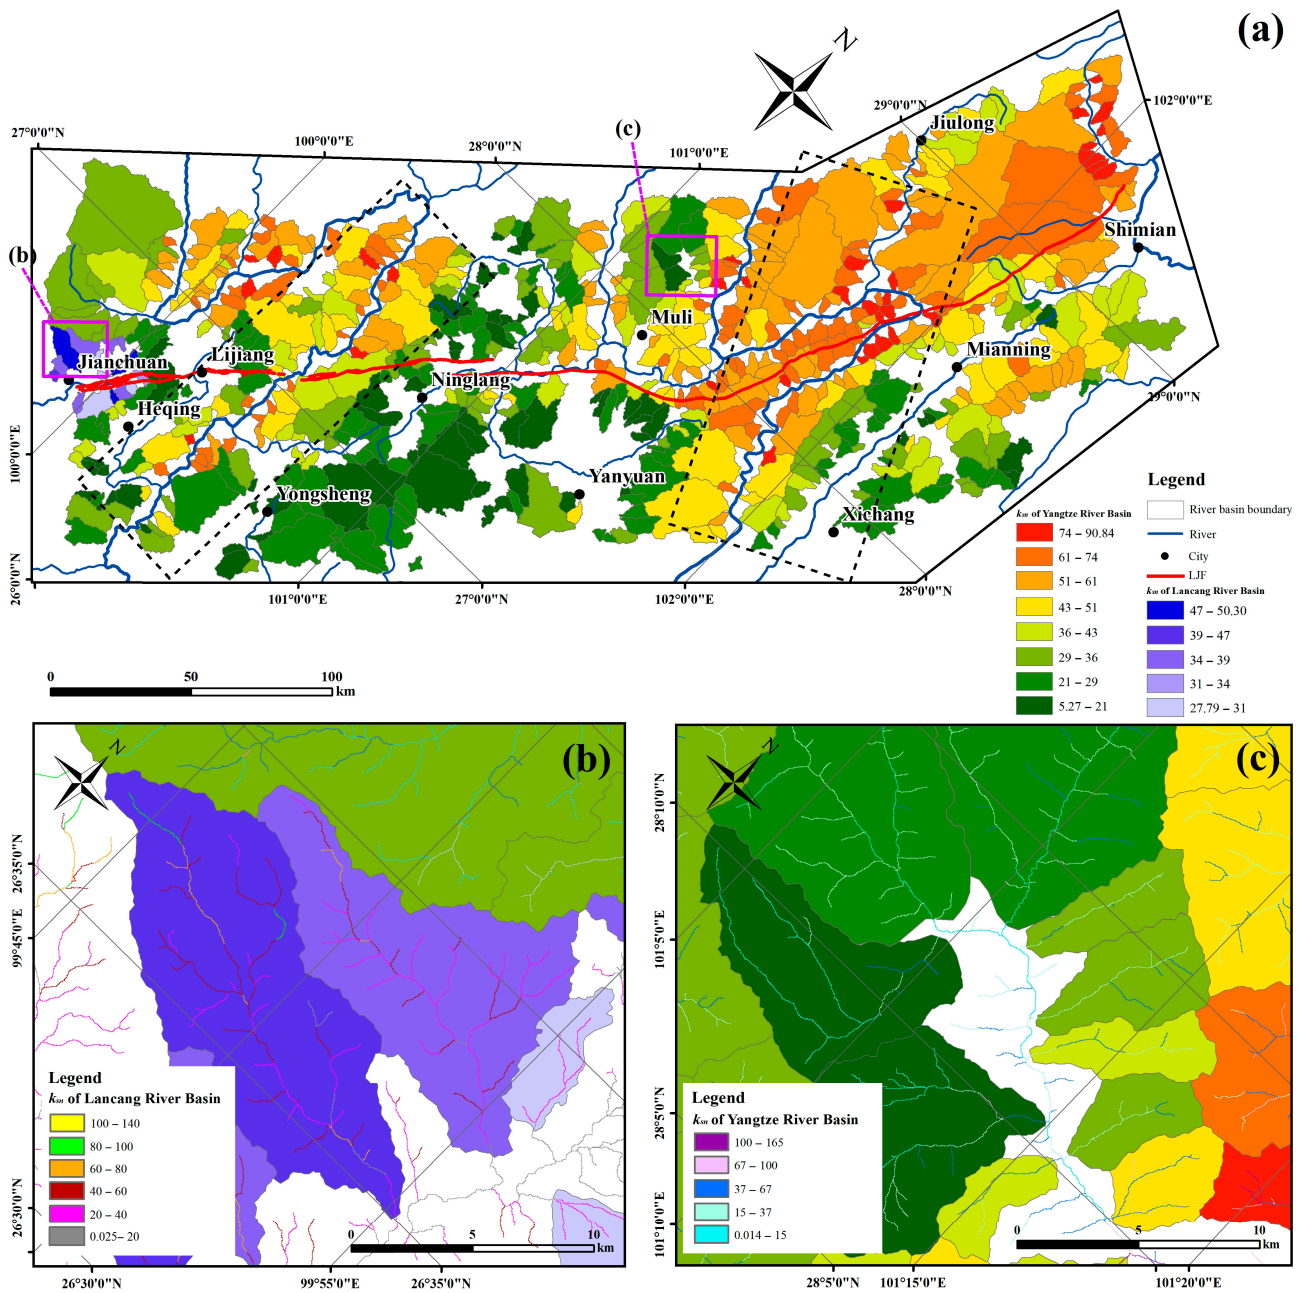 (a)
N
27°0'0"N
100°0'0"E
28°0'0"N
(c)
101°0'0"E
29°0'0"N
102°0'0"E
Jiulong
Shimian
(b)
Muli
Jianchuan
Lijiang
Mianning
Ninglang
Heqing
29°0'0"N
100°0'0"E
Yanyuan
Yongsheng
Xichang
26°0'0"N
101°0'0"E
27°0'0"N
102°0'0"E
28°0'0"N
Legend
ksn of Yangtze River Basin
74 – 90.84
61 – 74
51 – 61
43 – 51
36 – 43
29 – 36
21 – 29
5.27 – 21
River basin boundary
River
City
LJF
ksn of Lancang River Basin
47 – 50.30
39 – 47
34 – 39
31 – 34
27.79 – 31
0 50 100
km
(b)
N
26°35'0"N
99°45'0"E
26°30'0"N
Legend
ksn of Lancang River Basin
100 – 140
80 – 100
60 – 80
40 – 60
20 – 40
0.025– 20
0 5 10
km
26°30'0"N
99°55'0"E
26°35'0"N
(c)
N
28°10'0"N
101°5'0"E
28°5'0"N
101°10'0"E
Legend
ksn of Yangtze River Basin
100 – 165
67 – 100
37 – 67
15 – 37
0.014 – 15
0 5 10
km
28°5'0"N
101°15'0"E
101°20'0"E